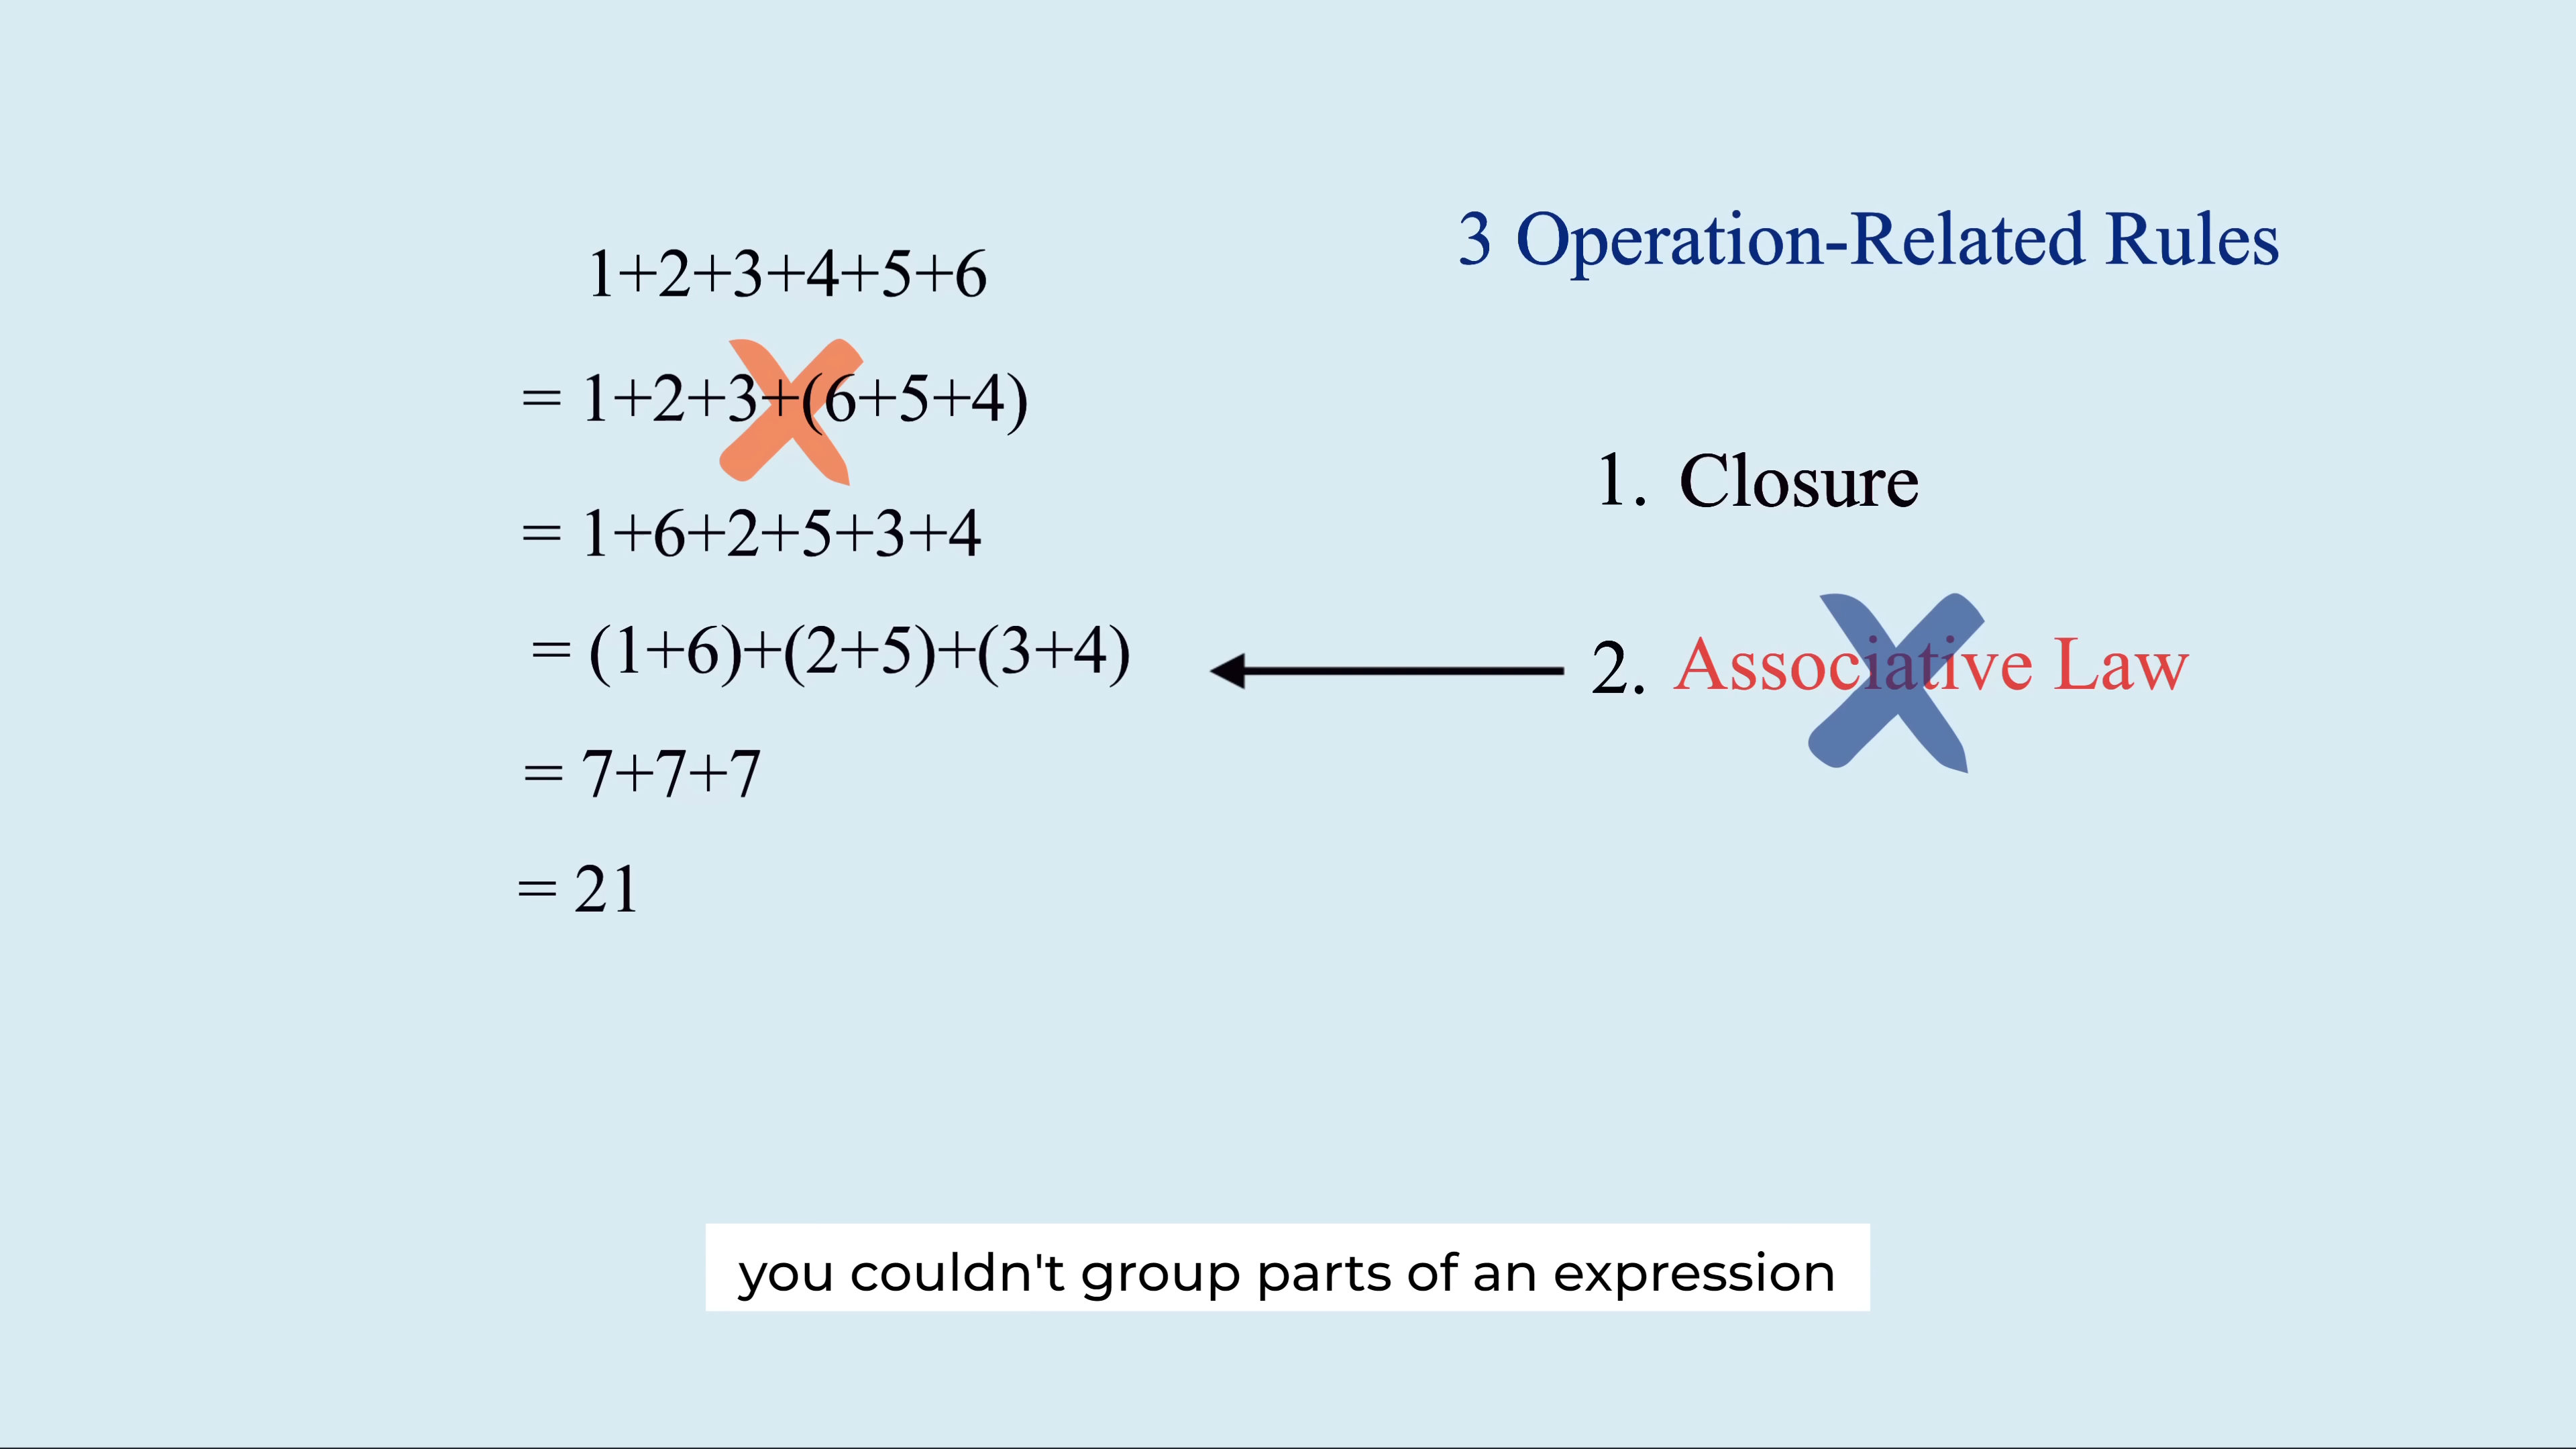 1+2+3+4+5+6
= 1+2+3+(6+5+4)
= 1+6+2+5+3+4
= (1+6)+(2+5)+(3+4)
= 7+7+7
= 21
3 Operation-Related Rules
1. Closure
2. Associative Law
you couldn't group parts of an expression